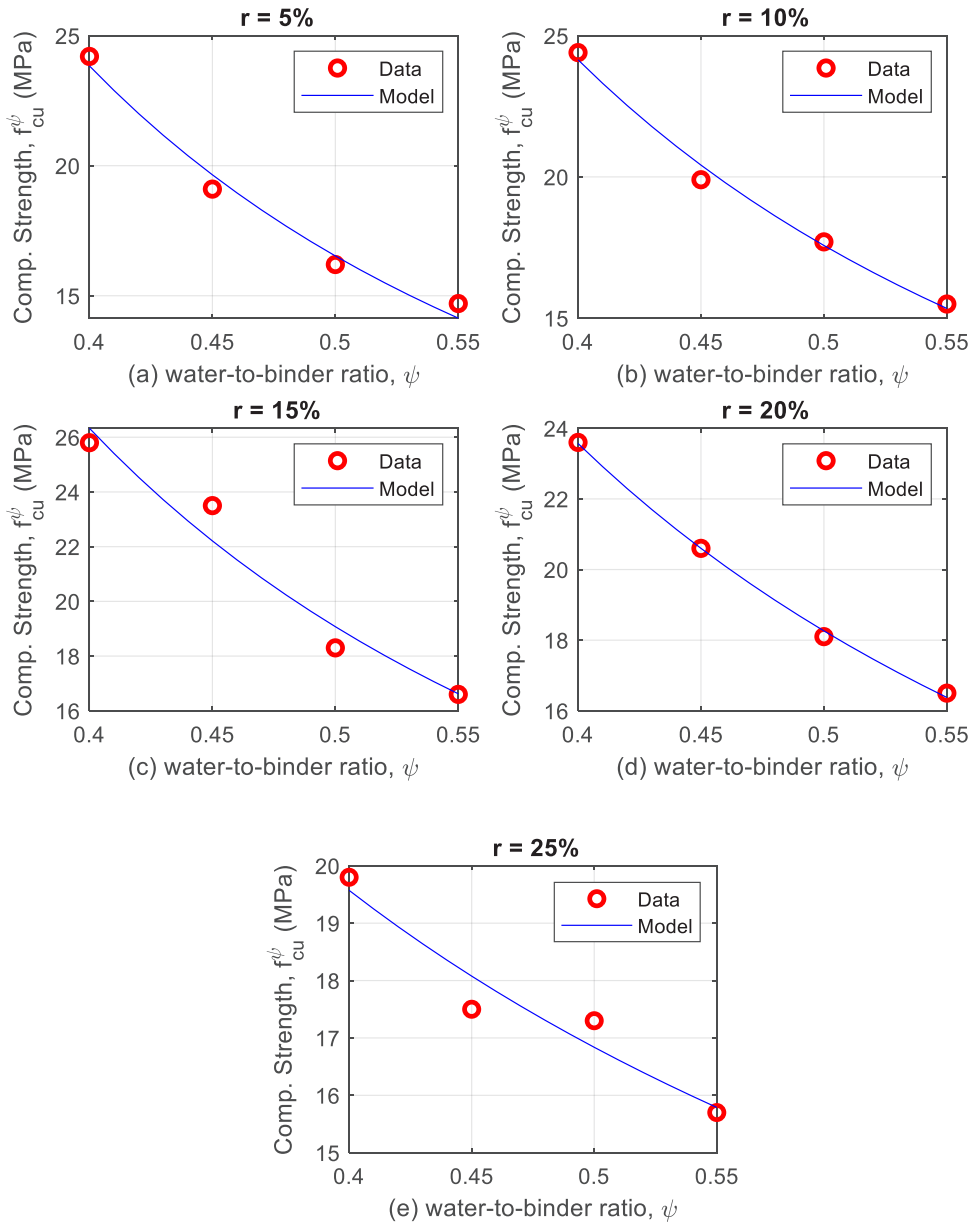 r = 5%
25
20
15
0.4 0.45 0.5 0.55
Comp. Strength, f_cu^ψ (MPa)
Data
Model
(a) water-to-binder ratio, ψ
r = 10%
25
20
15
0.4 0.45 0.5 0.55
Comp. Strength, f_cu^ψ (MPa)
Data
Model
(b) water-to-binder ratio, ψ
r = 15%
26
24
22
20
18
16
0.4 0.45 0.5 0.55
Comp. Strength, f_cu^ψ (MPa)
Data
Model
(c) water-to-binder ratio, ψ
r = 20%
24
22
20
18
16
0.4 0.45 0.5 0.55
Comp. Strength, f_cu^ψ (MPa)
Data
Model
(d) water-to-binder ratio, ψ
r = 25%
20
19
18
17
16
15
0.4 0.45 0.5 0.55
Comp. Strength, f_cu^ψ (MPa)
Data
Model
(e) water-to-binder ratio, ψ